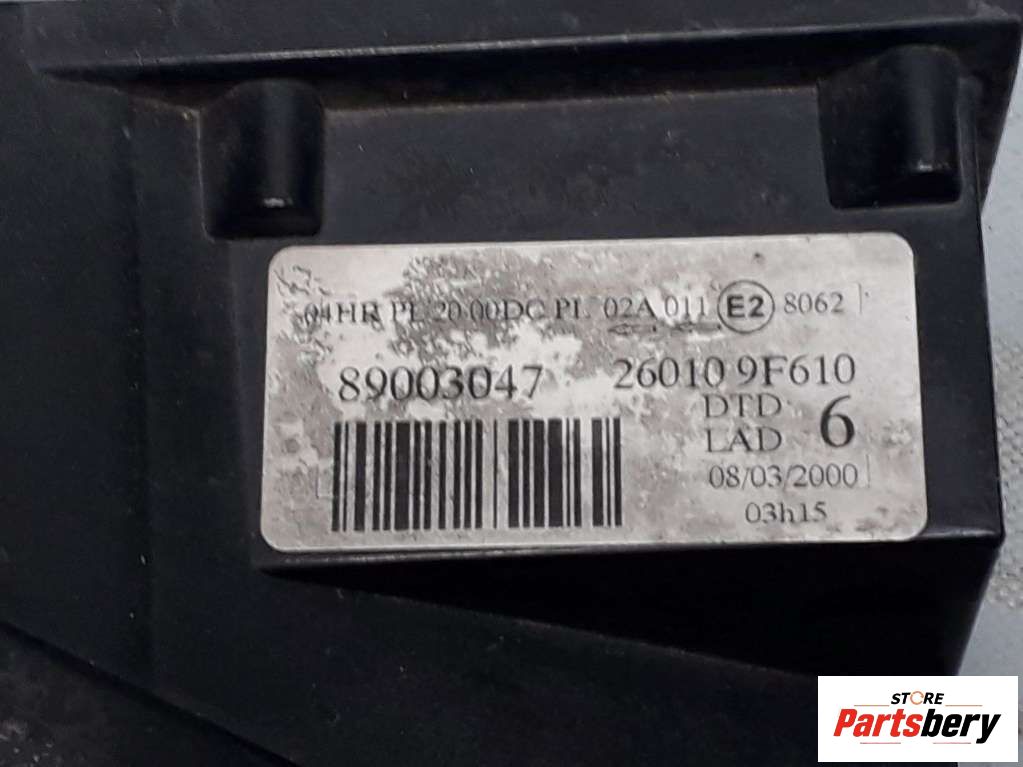 04HR PL 20.00DC PL 02A 011 E2 8062
89003047 26010 9F610
DTD
LAD 6
08/03/2000
03h15
STORE
Partsbery